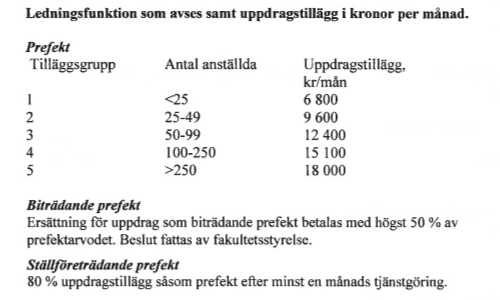 Ledningsfunktion som avses samt uppdragstillägg i kronor per månad.
Prefekt
Tilläggsgrupp Antal anställda Uppdragstillägg,
kr/mån
1 <25 6 800
2 25-49 9 600
3 50-99 12 400
4 100-250 15 100
5 >250 18 000
Biträdande prefekt
Ersättning för uppdrag som biträdande prefekt betalas med högst 50 % av
prefektarvodet. Beslut fattas av fakultetsstyrelse.
Ställföreträdande prefekt
80 % uppdragstillägg såsom prefekt efter minst en månads tjänstgöring.